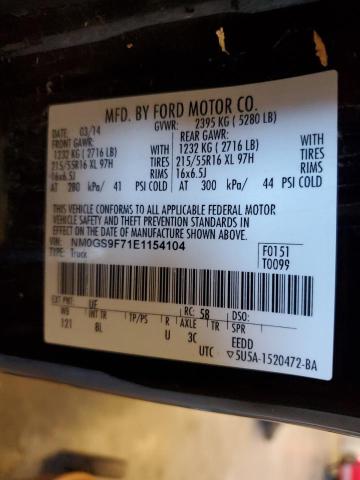 MFD. BY FORD MOTOR CO.
DATE: 03/14 GVWR: 2395 KG ( 5280 LB)
FRONT GAWR: REAR GAWR:
1232 KG ( 2716 LB) WITH 1232 KG ( 2716 LB) WITH
215/55R16 XL 97H TIRES 215/55R16 XL 97H TIRES
16x6.5J RIMS 16x6.5J RIMS
AT 280 kPa/ 41 PSI COLD AT 300 kPa/ 44 PSI COLD
THIS VEHICLE CONFORMS TO ALL APPLICABLE FEDERAL MOTOR
VEHICLE SAFETY AND THEFT PREVENTION STANDARDS IN EFFECT
ON THE DATE OF MANUFACTURE SHOWN ABOVE.
VIN: NM0GS9F71E1154104 F0151
TYPE: Truck T0099
EXT PNT: UF RC: 58 DSO:
WB INT TR TP/PS R AXLE TR SPR
121 8L U 3C EEDD
UTC ▽ 5U5A-1520472-BA